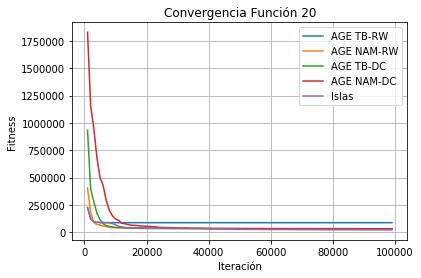 Convergencia Función 20
AGE TB-RW
AGE NAM-RW
AGE TB-DC
AGE NAM-DC
Islas
Fitness
1750000
1500000
1250000
1000000
750000
500000
250000
0
0
20000
40000
60000
80000
100000
Iteración